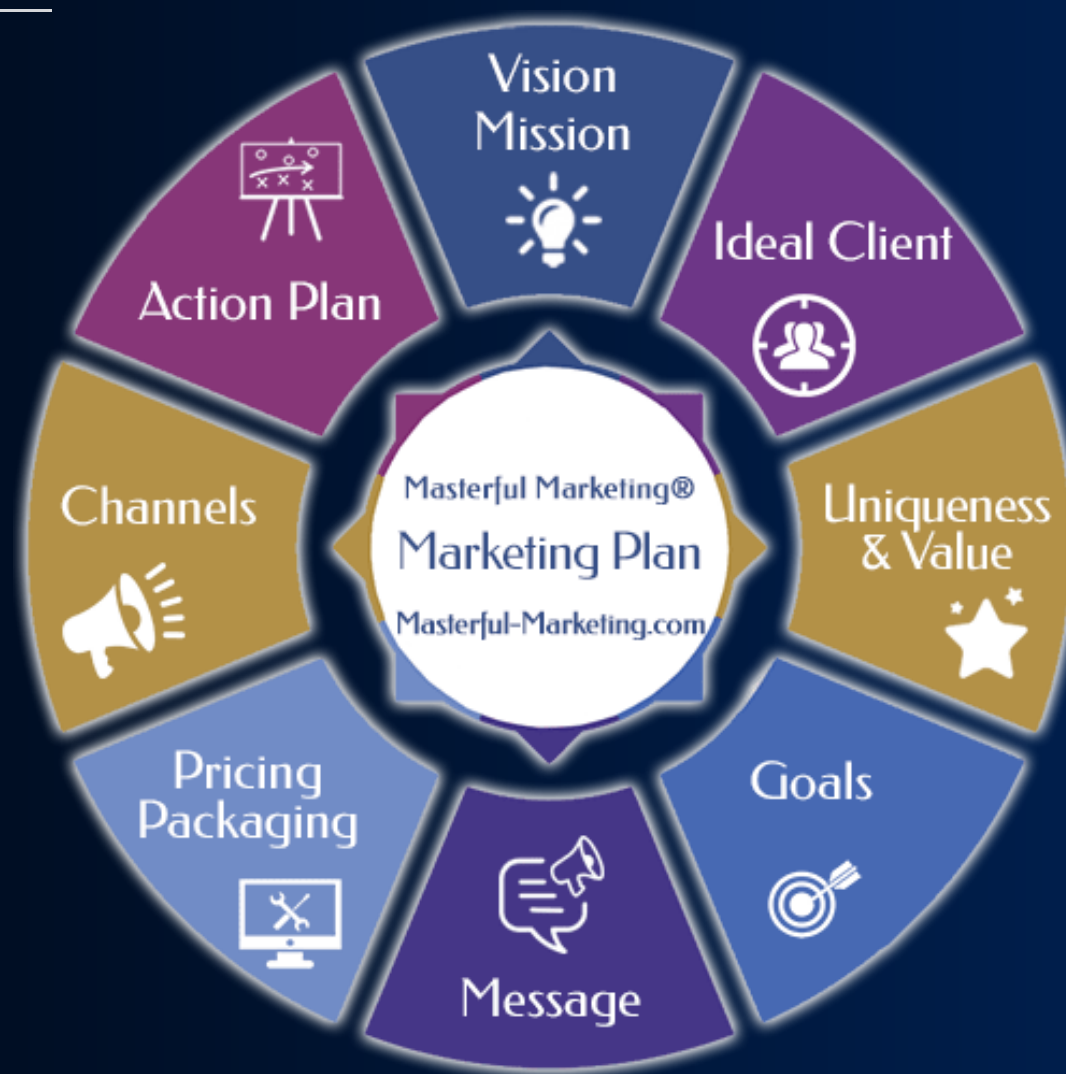 Vision
Mission
Ideal Client
Uniqueness
& Value
Goals
Message
Pricing
Packaging
Channels
Action Plan
Masterful Marketing®
Marketing Plan
Masterful-Marketing.com